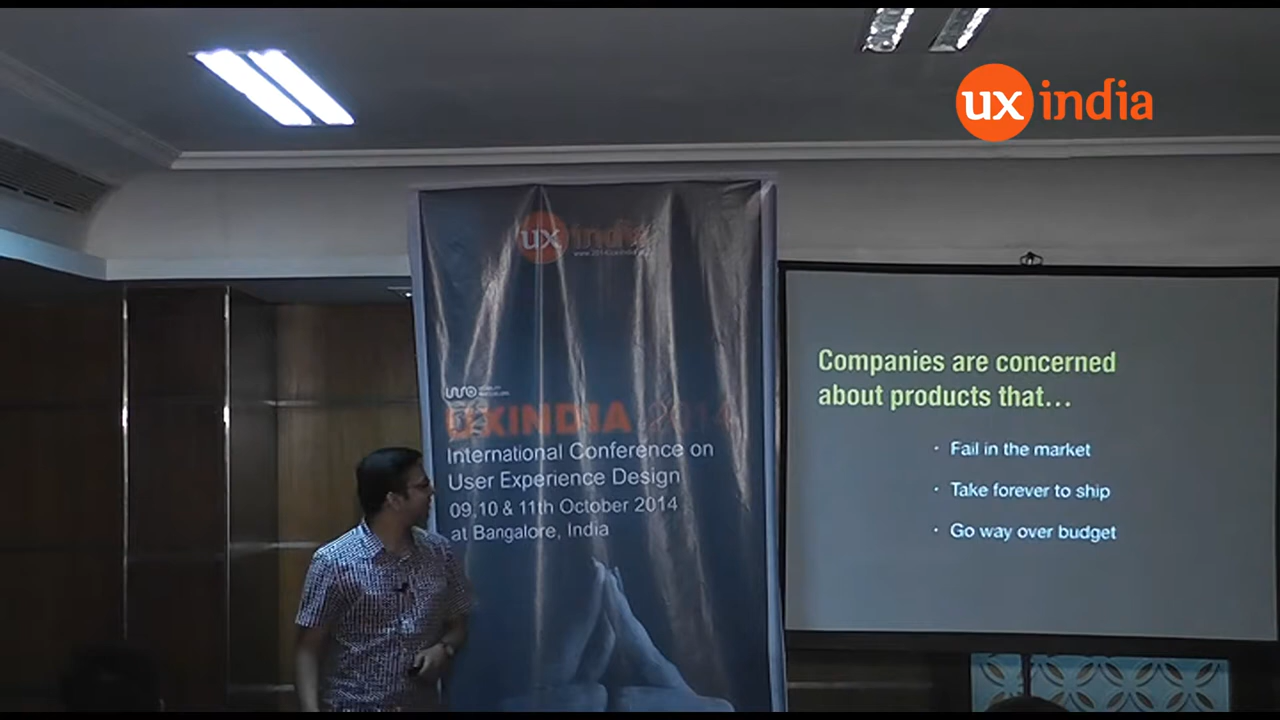 ux india
ux india
UXINDIA 2014
International Conference on
User Experience Design
09,10 & 11th October 2014
at Bangalore, India
Companies are concerned
about products that...
· Fail in the market
· Take forever to ship
· Go way over budget